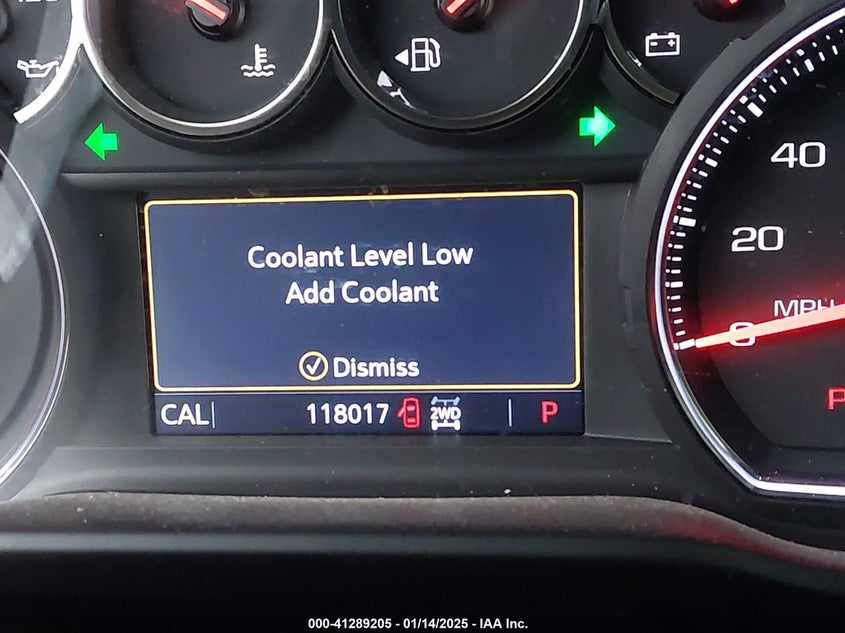 40
20
Coolant Level Low
Add Coolant
MPH
0
Dismiss
CAL
118017
2WD
P
P
000-41289205 - 01/14/2025 - IAA Inc.